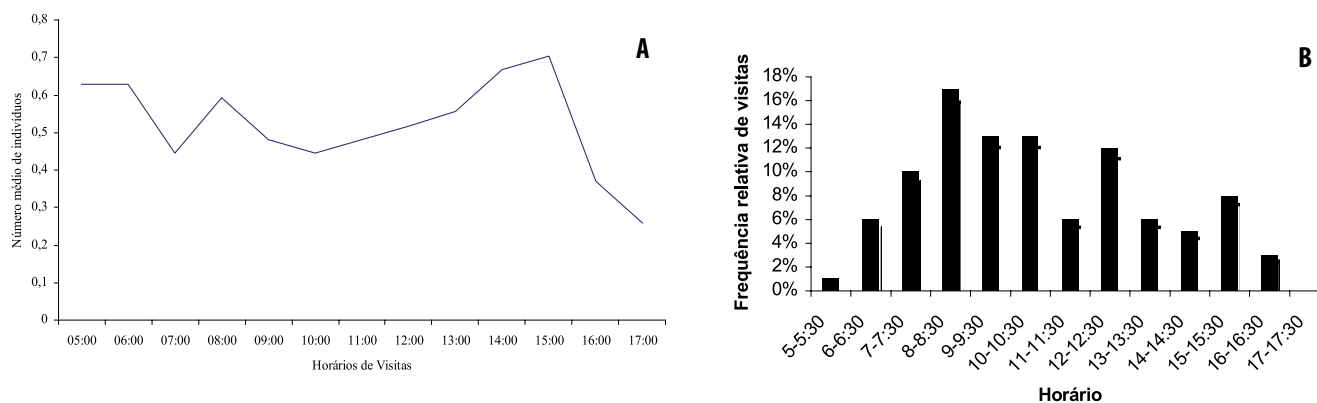 A
Número médio de indivíduos
0,8
0,7
0,6
0,5
0,4
0,3
0,2
0,1
0
05:00 06:00 07:00 08:00 09:00 10:00 11:00 12:00 13:00 14:00 15:00 16:00 17:00
Horários de Visitas
B
Frequência relativa de visitas
18%
16%
14%
12%
10%
8%
6%
4%
2%
0%
5-5:30 6-6:30 7-7:30 8-8:30 9-9:30 10-10:30 11-11:30 12-12:30 13-13:30 14-14:30 15-15:30 16-16:30 17-17:30
Horário